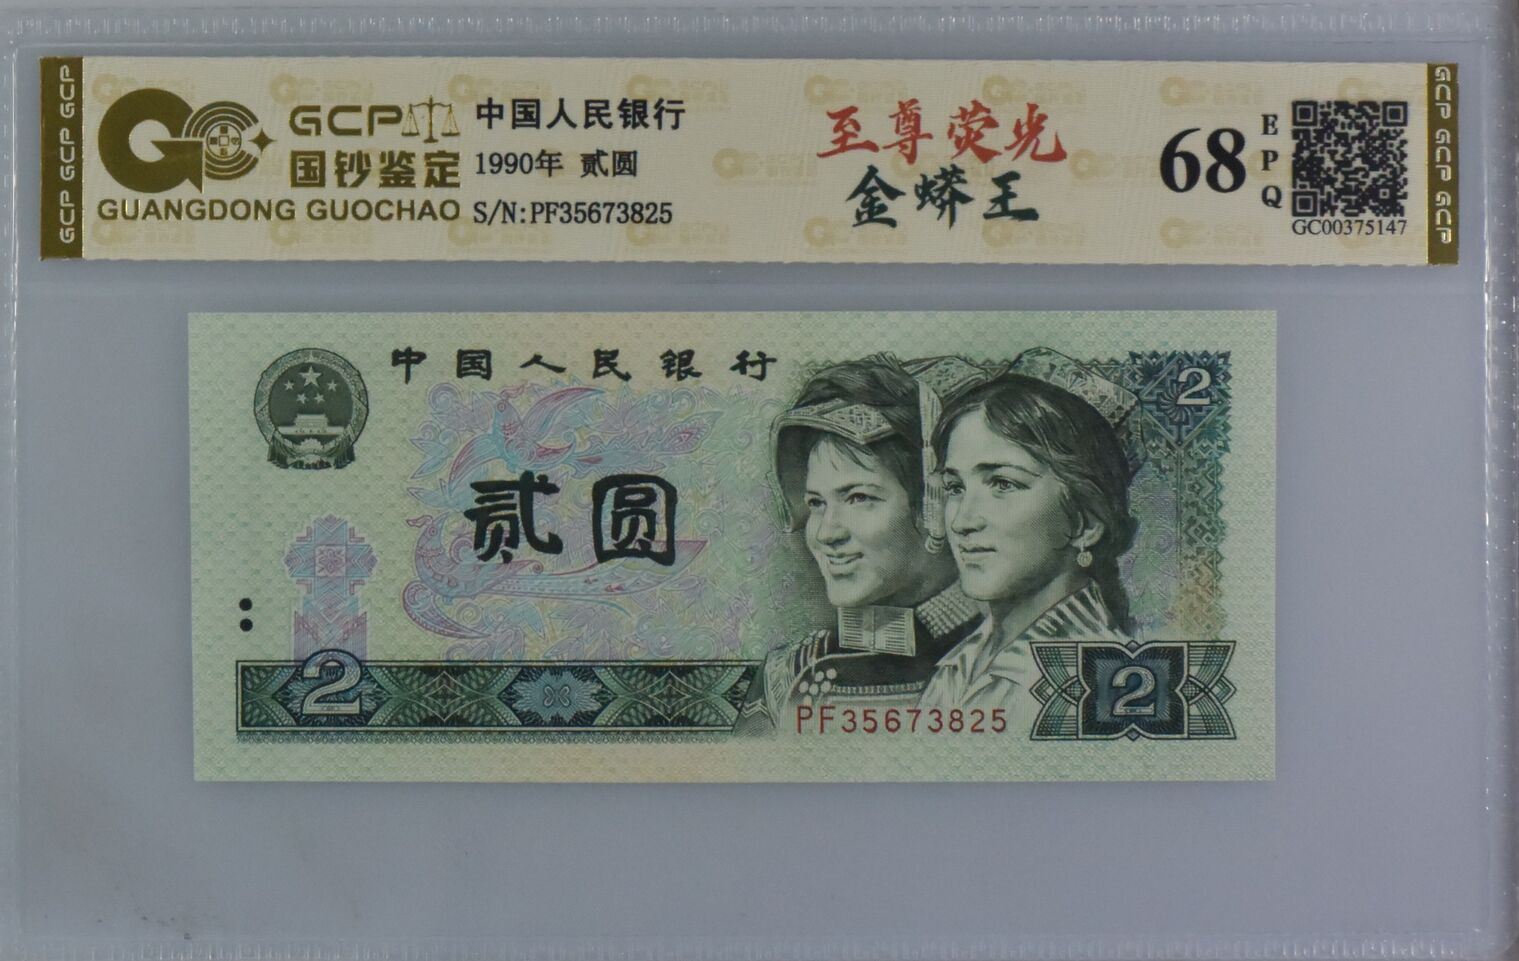 GCP GCP GCP
GCP
国钞鉴定
GUANGDONG GUOCHAO
中国人民银行
1990年 贰圆
S/N:PF35673825
至尊荧光
金蟒王
68
EPQ
GC00375147
GCP GCP GCP
中国人民银行
2
贰圆
2
2
PF35673825